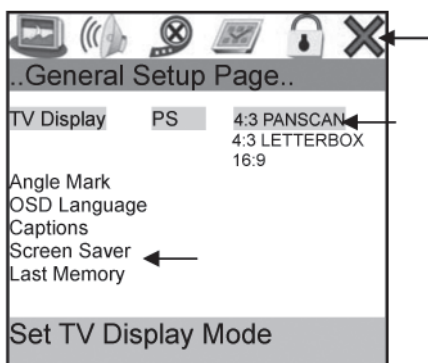 ..General Setup Page..
TV Display PS 4:3 PANSCAN
4:3 LETTERBOX
16:9
Angle Mark
OSD Language
Captions
Screen Saver
Last Memory
Set TV Display Mode